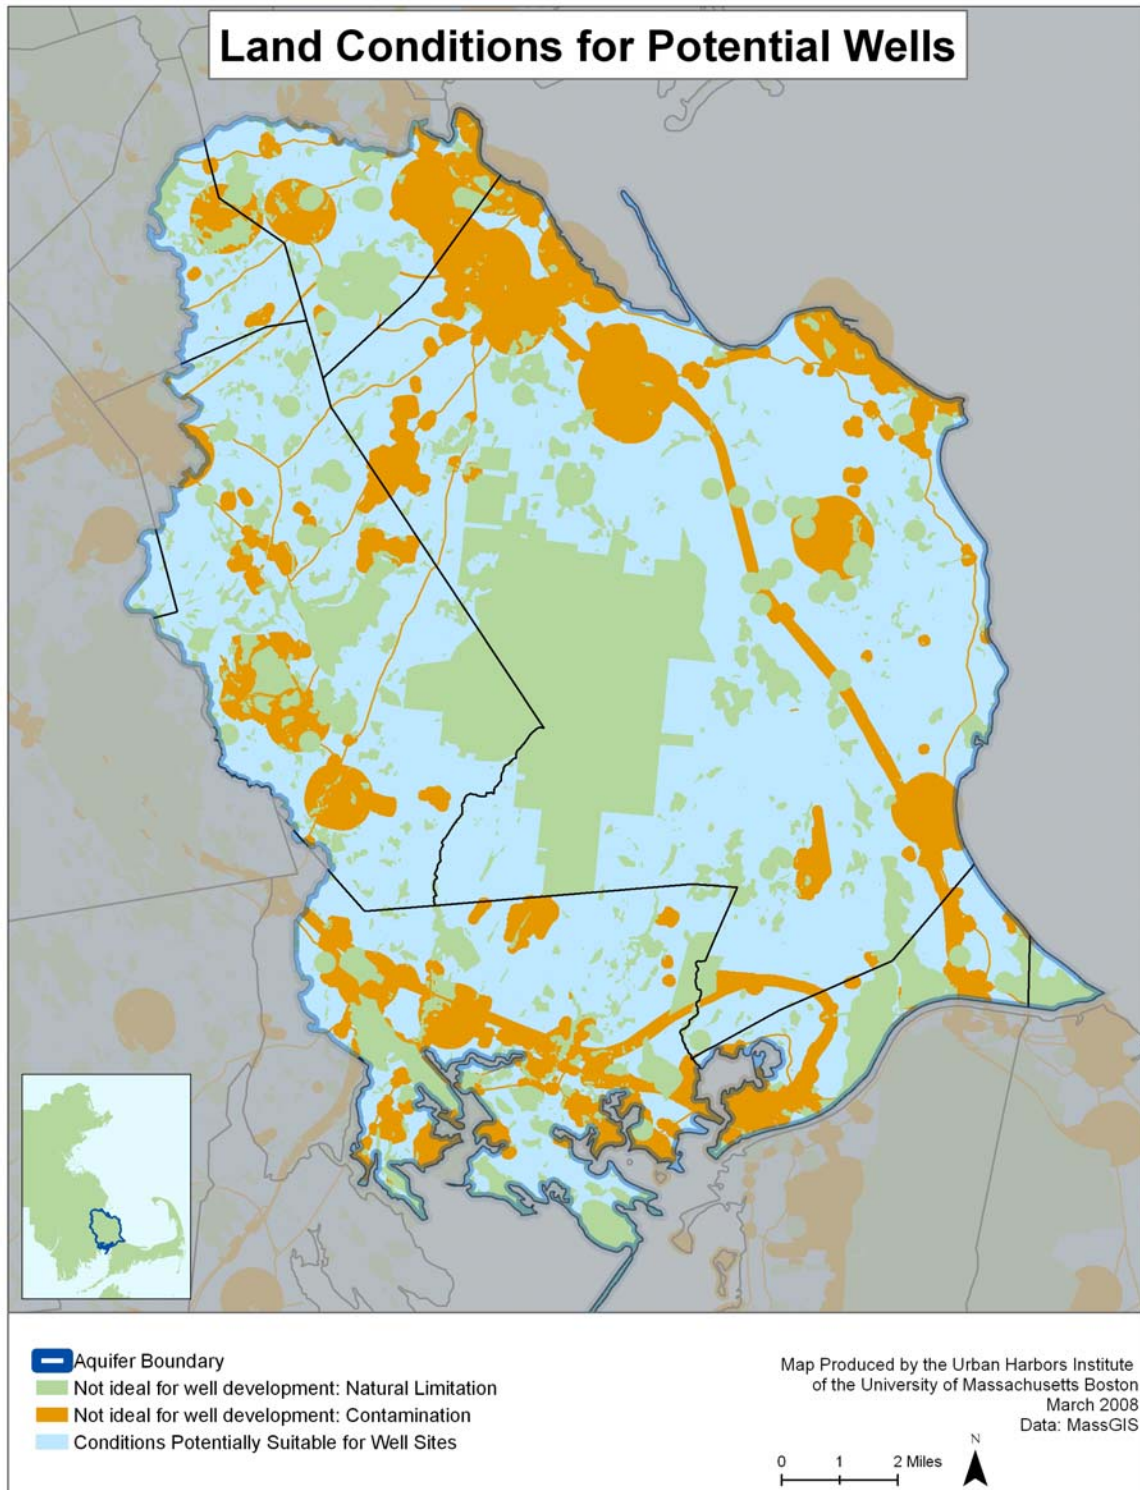 Land Conditions for Potential Wells
Aquifer Boundary
Not ideal for well development: Natural Limitation
Not ideal for well development: Contamination
Conditions Potentially Suitable for Well Sites
Map Produced by the Urban Harbors Institute
of the University of Massachusetts Boston
March 2008
Data: MassGIS
N
0 1 2 Miles